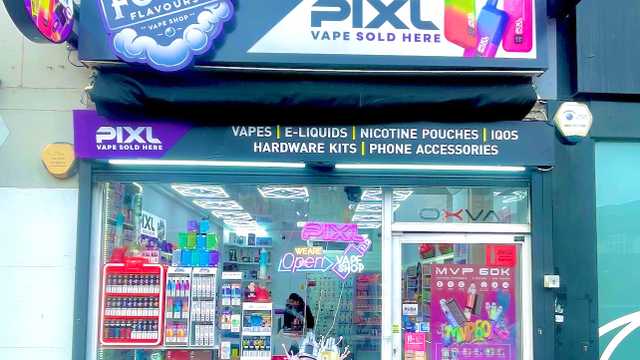 FLAVOURS
VAPE SHOP
PIXL
VAPE SOLD HERE
PIXL
VAPE SOLD HERE
VAPES | E-LIQUIDS | NICOTINE POUCHES | IQOS
HARDWARE KITS | PHONE ACCESSORIES
PIXL
PIXL
WE ARE
Open
VAPE
SHOP
OXVA
MVP 60K